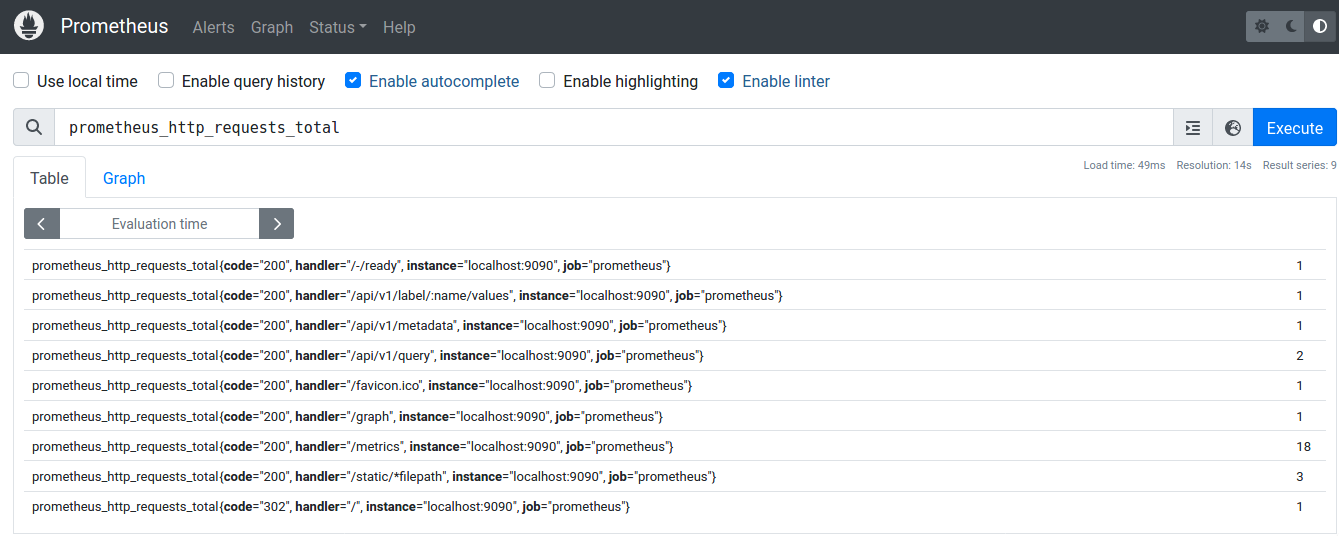 Prometheus Alerts Graph Status Help
Use local time Enable query history Enable autocomplete Enable highlighting Enable linter
prometheus_http_requests_total Execute
Load time: 49ms Resolution: 14s Result series: 9
Table Graph
Evaluation time
prometheus_http_requests_total{code="200", handler="/-/ready", instance="localhost:9090", job="prometheus"} 1
prometheus_http_requests_total{code="200", handler="/api/v1/label/:name/values", instance="localhost:9090", job="prometheus"} 1
prometheus_http_requests_total{code="200", handler="/api/v1/metadata", instance="localhost:9090", job="prometheus"} 1
prometheus_http_requests_total{code="200", handler="/api/v1/query", instance="localhost:9090", job="prometheus"} 2
prometheus_http_requests_total{code="200", handler="/favicon.ico", instance="localhost:9090", job="prometheus"} 1
prometheus_http_requests_total{code="200", handler="/graph", instance="localhost:9090", job="prometheus"} 1
prometheus_http_requests_total{code="200", handler="/metrics", instance="localhost:9090", job="prometheus"} 18
prometheus_http_requests_total{code="200", handler="/static/*filepath", instance="localhost:9090", job="prometheus"} 3
prometheus_http_requests_total{code="302", handler="/", instance="localhost:9090", job="prometheus"} 1